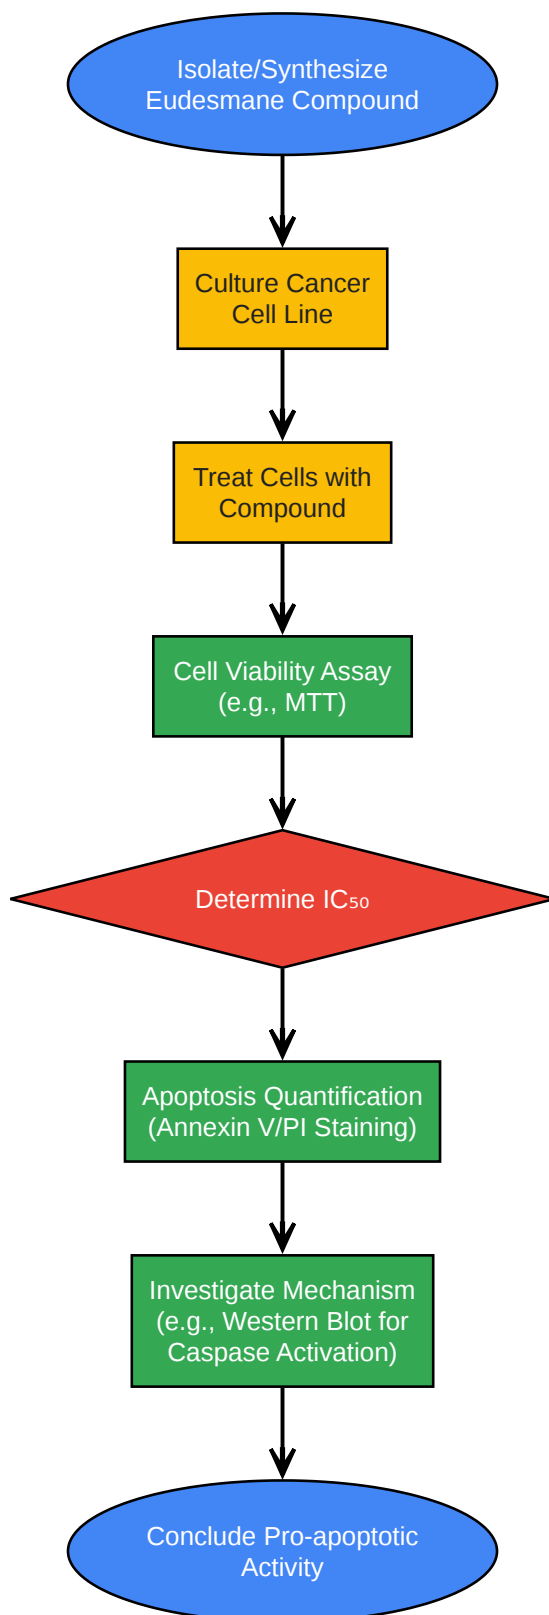 Isolate/Synthesize
Eudesmane Compound
Culture Cancer
Cell Line
Treat Cells with
Compound
Cell Viability Assay
(e.g., MTT)
Determine IC₅₀
Apoptosis Quantification
(Annexin V/PI Staining)
Investigate Mechanism
(e.g., Western Blot for
Caspase Activation)
Conclude Pro-apoptotic
Activity